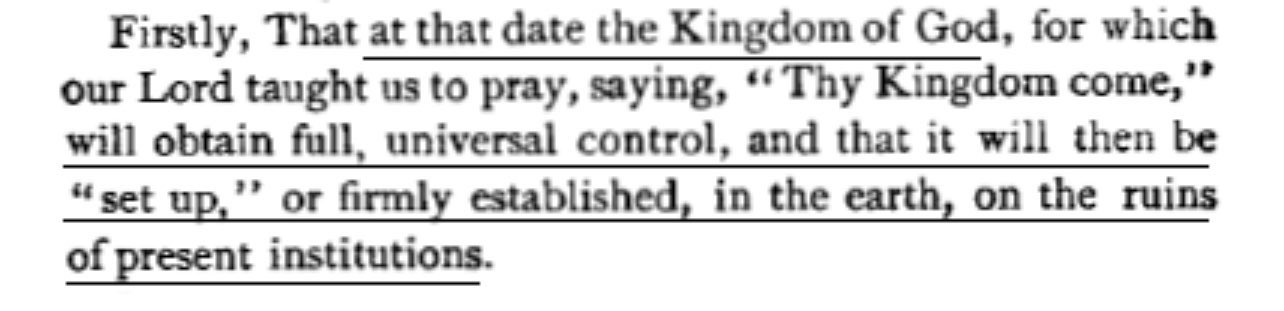 Firstly, That at that date the Kingdom of God, for which
our Lord taught us to pray, saying, “Thy Kingdom come,”
will obtain full, universal control, and that it will then be
“set up,” or firmly established, in the earth, on the ruins
of present institutions.